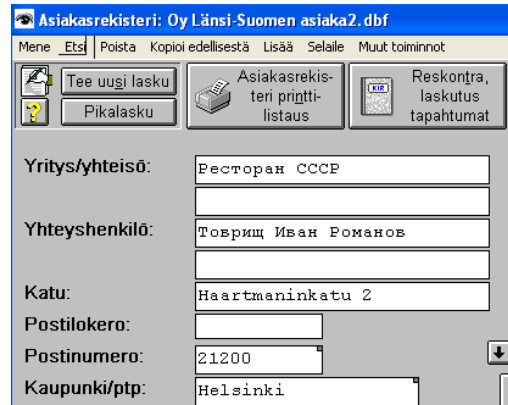 Asiakasrekisteri: Oy Länsi-Suomen asiaka2.dbf
Mene Etsi Poista Kopioi edellisestä Lisää Selaile Muut toiminnot
Tee uusi lasku
Pikalasku
Asiakasrekis-
teri printti-
listaus
KIR
Reskontra,
laskutus
tapahtumat
Yritys/yhteisö: Ресторан СССР
Yhteyshenkilö: Товрищ Иван Романов
Katu: Haartmaninkatu 2
Postilokero:
Postinumero: 21200
Kaupunki/ptp: Helsinki